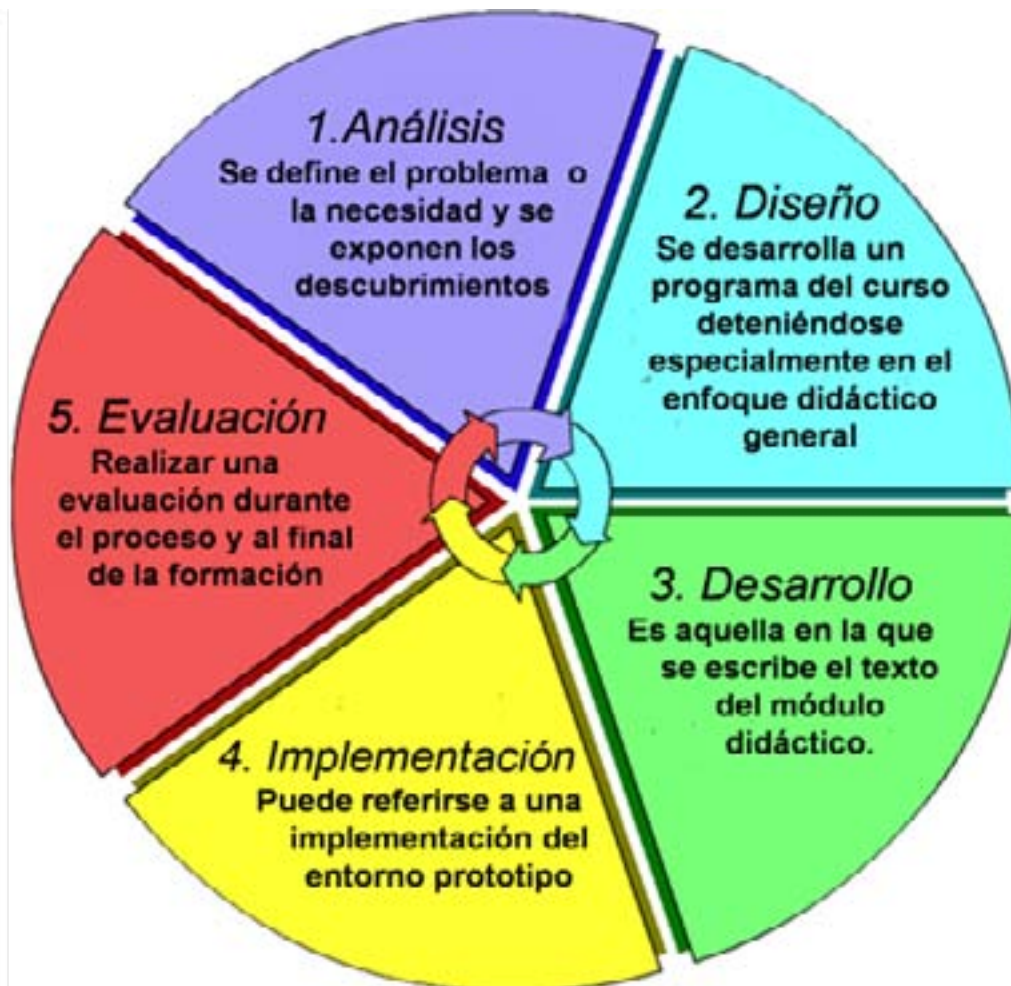 1.Análisis
Se define el problema o
la necesidad y se
exponen los
descubrimientos
2. Diseño
Se desarrolla un
programa del curso
deteniéndose
especialmente en el
enfoque didáctico
general
3. Desarrollo
Es aquella en la que
se escribe el texto
del módulo
didáctico.
4. Implementación
Puede referirse a una
implementación del
entorno prototipo
5. Evaluación
Realizar una
evaluación durante
el proceso y al final
de la formación